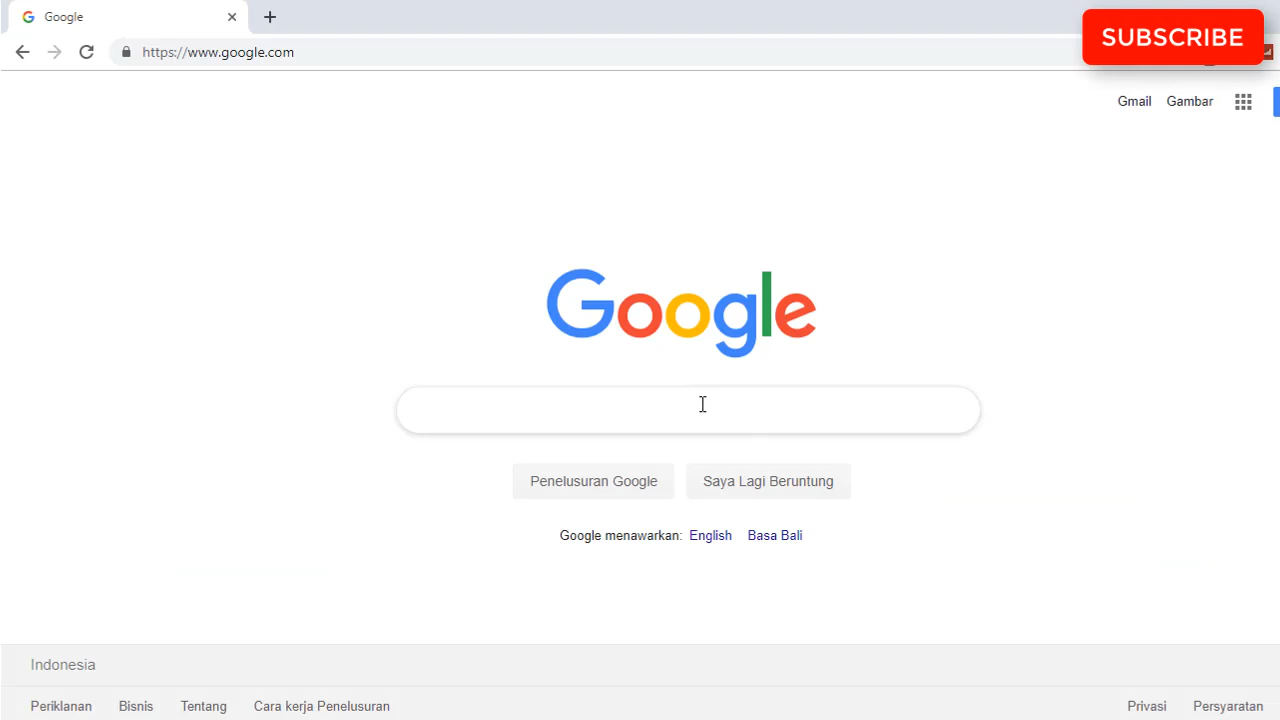 Google
SUBSCRIBE
https://www.google.com
Gmail Gambar
Google
Penelusuran Google Saya Lagi Beruntung
Google menawarkan: English Basa Bali
Indonesia
Periklanan Bisnis Tentang Cara kerja Penelusuran Privasi Persyaratan